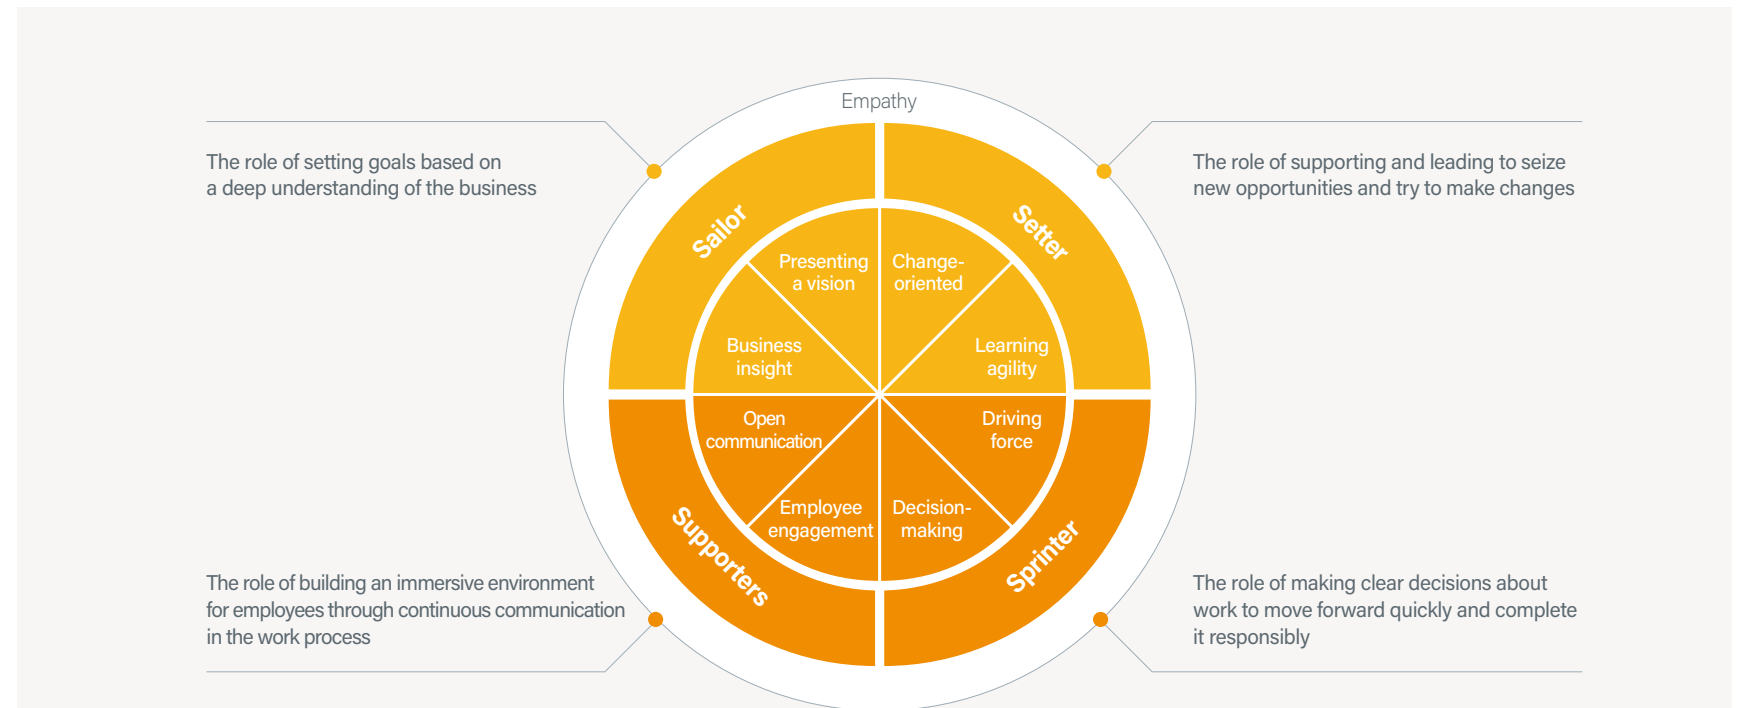 Empathy
The role of setting goals based on
a deep understanding of the business
The role of supporting and leading to seize
new opportunities and try to make changes
Sailor
Setter
Presenting
a vision
Change-
oriented
Business
insight
Learning
agility
Open
communication
Driving
force
Employee
engagement
Decision-
making
Supporters
Sprinter
The role of building an immersive environment
for employees through continuous communication
in the work process
The role of making clear decisions about
work to move forward quickly and complete
it responsibly